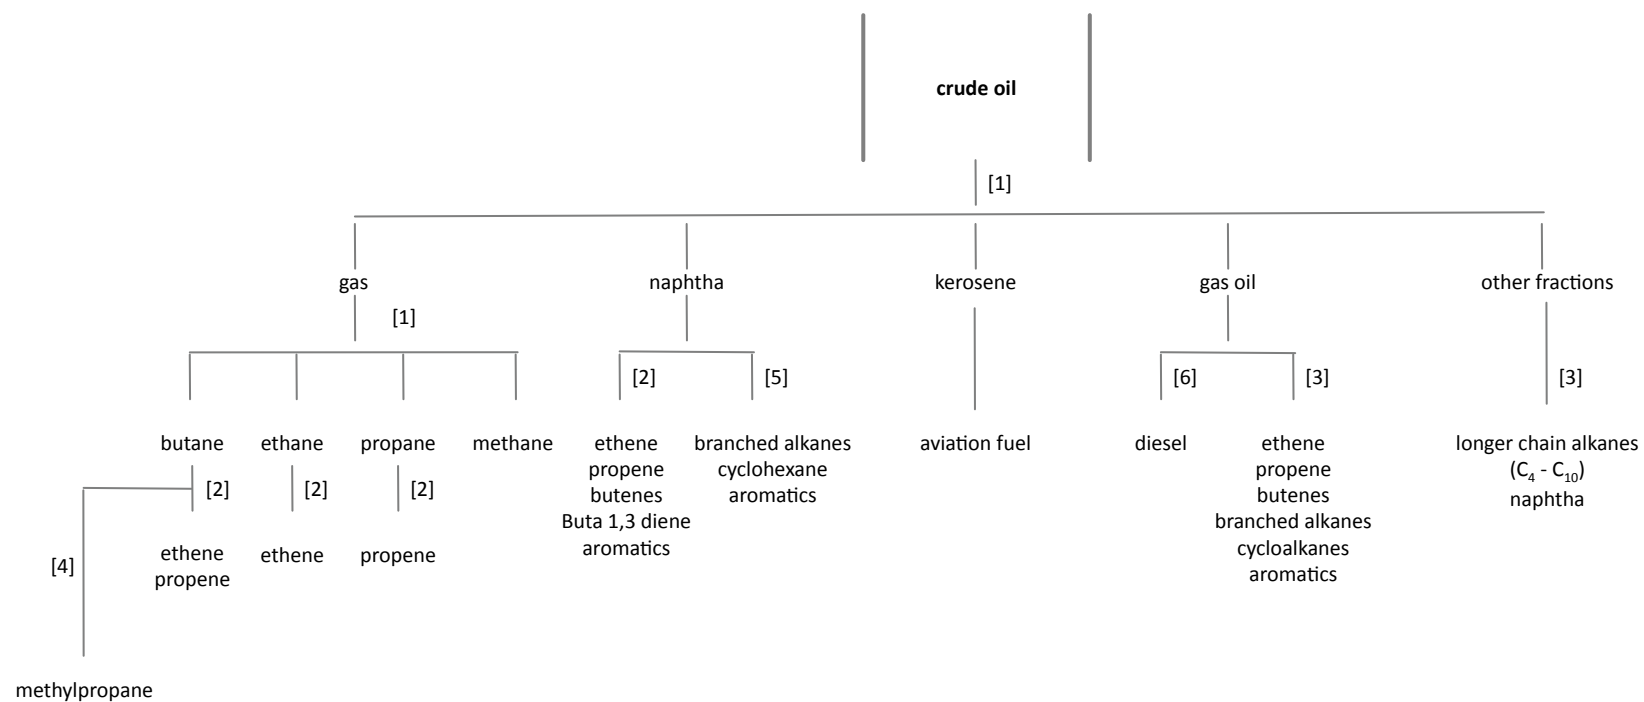 crude oil
[1]
gas
naphtha
kerosene
gas oil
other fractions
[1]
[2]
[5]
[6]
[3]
[3]
butane
ethane
propane
methane
ethene
propene
butenes
Buta 1,3 diene
aromatics
branched alkanes
cyclohexane
aromatics
aviation fuel
diesel
ethene
propene
butenes
branched alkanes
cycloalkanes
aromatics
longer chain alkanes
(C₄ - C₁₀)
naphtha
[2]
[2]
[2]
ethene
propene
ethene
propene
[4]
methylpropane